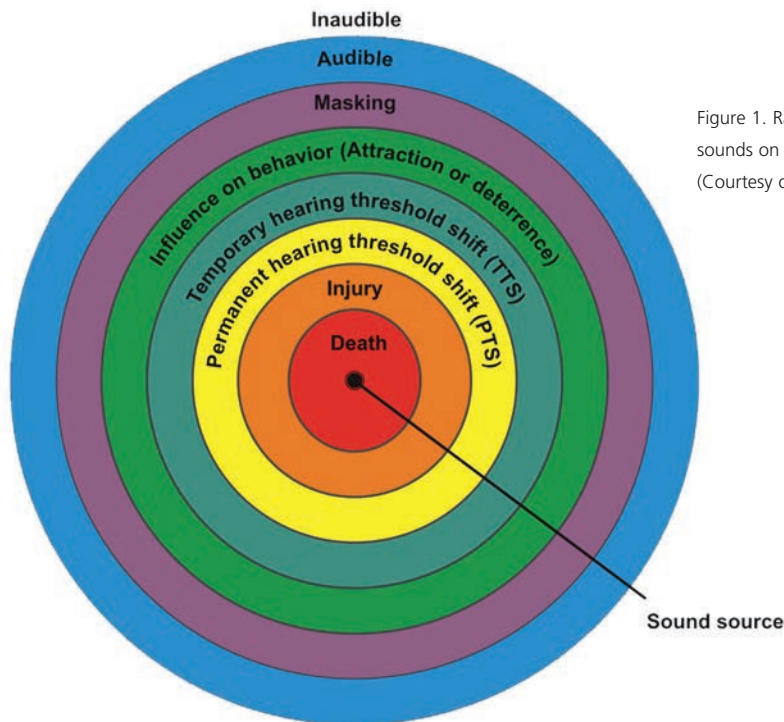 Inaudible
Audible
Masking
Influence on behavior (Attraction or deterrence)
Temporary hearing threshold shift (TTS)
Permanent hearing threshold shift (PTS)
Injury
Death
Sound source
Figure 1. R
sounds on
(Courtesy